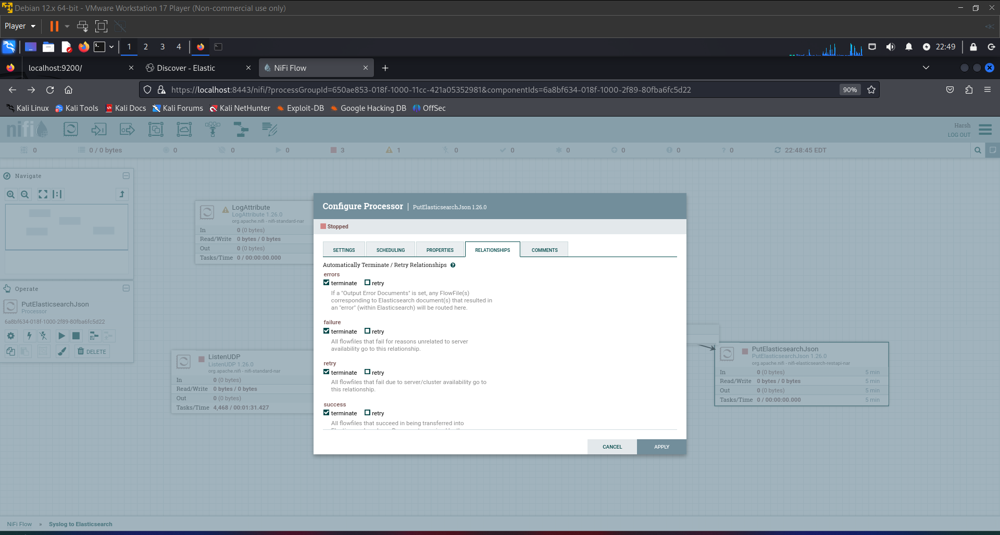 Debian 12.x 64-bit - VMware Workstation 17 Player (Non-commercial use only)
Player
1 2 3 4
22:49
localhost:9200/
Discover - Elastic
NiFi Flow
https://localhost:8443/nifi/?processGroupId=650ae853-018f-1000-11cc-421a05352981&componentIds=6a8bf634-018f-1000-2f89-80fba6fc5d22
90%
Kali Linux
Kali Tools
Kali Docs
Kali Forums
Kali NetHunter
Exploit-DB
Google Hacking DB
OffSec
nifi
Harsh
LOG OUT
0
0 / 0 bytes
0
0
0
3
1
0
0
0
0
0
0
22:48:45 EDT
Navigate
Operate
PutElasticsearchJson
Processor
6a8bf634-018f-1000-2f89-80fba6fc5d22
DELETE
LogAttribute
LogAttribute 1.26.0
org.apache.nifi - nifi-standard-nar
In 0 (0 bytes)
Read/Write 0 bytes / 0 bytes
Out 0 (0 bytes)
Tasks/Time 0 / 00:00:00.000
ListenUDP
ListenUDP 1.26.0
org.apache.nifi - nifi-standard-nar
In 0 (0 bytes)
Read/Write 0 bytes / 0 bytes
Out 0 (0 bytes)
Tasks/Time 4,468 / 00:01:31.427
Configure Processor | PutElasticsearchJson 1.26.0
Stopped
SETTINGS
SCHEDULING
PROPERTIES
RELATIONSHIPS
COMMENTS
Automatically Terminate / Retry Relationships
errors
terminate retry
If a "Output Error Documents" is set, any FlowFile(s)
corresponding to Elasticsearch document(s) that resulted in
an "error" (within Elasticsearch) will be routed here.
failure
terminate retry
All flowfiles that fail for reasons unrelated to server
availability go to this relationship.
retry
terminate retry
All flowfiles that fail due to server/cluster availability go to
this relationship.
success
terminate retry
All flowfiles that succeed in being transferred into
CANCEL
APPLY
PutElasticsearchJson
PutElasticsearchJson 1.26.0
org.apache.nifi - nifi-elasticsearch-restapi-nar
In 0 (0 bytes) 5 min
Read/Write 0 bytes / 0 bytes 5 min
Out 0 (0 bytes) 5 min
Tasks/Time 0 / 00:00:00.000 5 min
NiFi Flow » Syslog to Elasticsearch